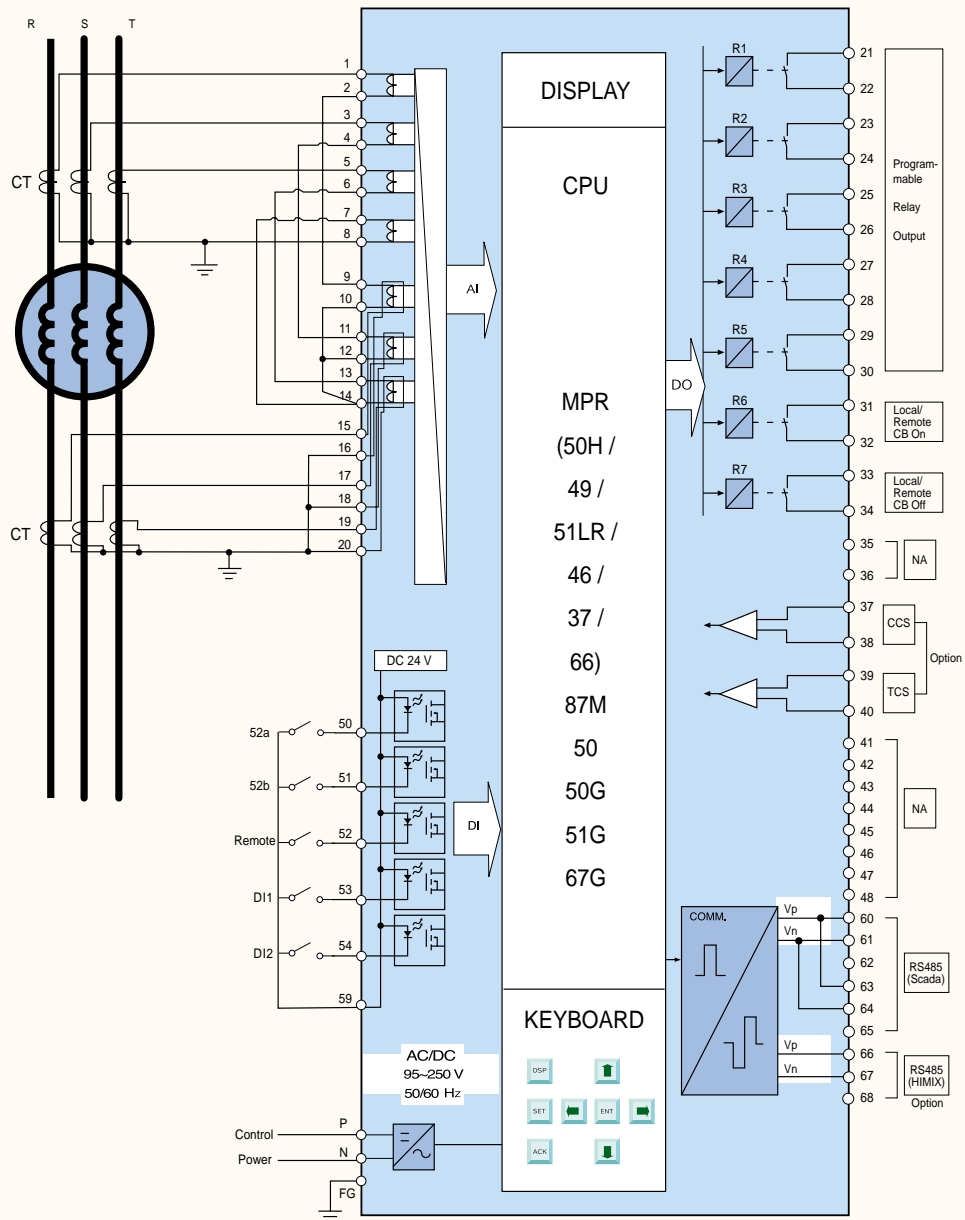 R S T
CT
CT
1
2
3
4
5
6
7
8
9
10
11
12
13
14
15
16
17
18
19
20
DC 24 V
52a
50
52b
51
Remote
52
DI1
53
DI2
54
59
AC/DC
95~250 V
50/60 Hz
Control
P
Power
N
FG
AI
DI
DISPLAY
CPU
MPR
(50H /
49 /
51LR /
46 /
37 /
66)
87M
50
50G
51G
67G
KEYBOARD
DSP
SET
ENT
ACK
DO
R1
R2
R3
R4
R5
R6
R7
21
22
23
24
25
26
27
28
29
30
Program-
mable
Relay
Output
31
32
Local/
Remote
CB On
33
34
Local/
Remote
CB Off
35
36
NA
37
38
CCS
39
40
TCS
Option
41
42
43
44
45
46
47
48
NA
COMM.
Vp
Vn
60
61
62
63
64
65
RS485
(Scada)
Vp
Vn
66
67
68
RS485
(HIMIX)
Option